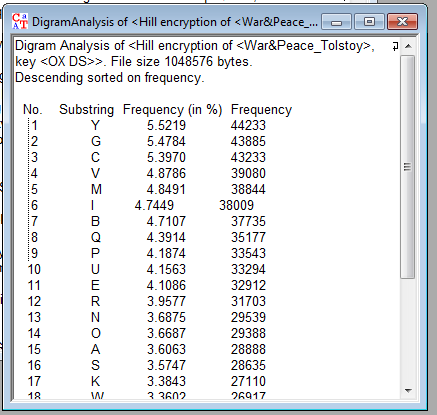 DigramAnalysis of <Hill encryption of <War&Peace_...
Digram Analysis of <Hill encryption of <War&Peace_Tolstoy>,
key <OX DS>>. File size 1048576 bytes.
Descending sorted on frequency.
No. Substring Frequency (in %) Frequency
1 Y 5.5219 44233
2 G 5.4784 43885
3 C 5.3970 43233
4 V 4.8786 39080
5 M 4.8491 38844
6 I 4.7449 38009
7 B 4.7107 37735
8 Q 4.3914 35177
9 P 4.1874 33543
10 U 4.1563 33294
11 E 4.1086 32912
12 R 3.9577 31703
13 N 3.6875 29539
14 O 3.6687 29388
15 A 3.6063 28888
16 S 3.5747 28635
17 K 3.3843 27110
18 W 3.3602 26917